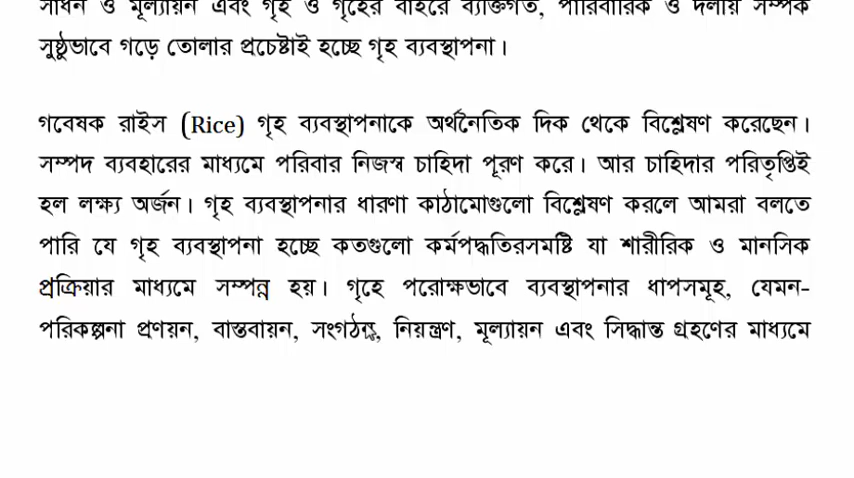 সাধন ও মূল্যায়ন এবং গৃহ ও গৃহের বাহিরে ব্যক্তিগত, পারিবারিক ও দলীয় সম্পর্ক
সুষ্ঠুভাবে গড়ে তোলার প্রচেষ্টাই হচ্ছে গৃহ ব্যবস্থাপনা।
গবেষক রাইস (Rice) গৃহ ব্যবস্থাপনাকে অর্থনৈতিক দিক থেকে বিশ্লেষণ করেছেন।
সম্পদ ব্যবহারের মাধ্যমে পরিবার নিজস্ব চাহিদা পূরণ করে। আর চাহিদার পরিতৃপ্তিই
হল লক্ষ্য অর্জন। গৃহ ব্যবস্থাপনার ধারণা কাঠামোগুলো বিশ্লেষণ করলে আমরা বলতে
পারি যে গৃহ ব্যবস্থাপনা হচ্ছে কতগুলো কর্মপদ্ধতিরসমষ্টি যা শারীরিক ও মানসিক
প্রক্রিয়ার মাধ্যমে সম্পন্ন হয়। গৃহে পরোক্ষভাবে ব্যবস্থাপনার ধাপসমূহ, যেমন-
পরিকল্পনা প্রণয়ন, বাস্তবায়ন, সংগঠন, নিয়ন্ত্রণ, মূল্যায়ন এবং সিদ্ধান্ত গ্রহণের মাধ্যমে